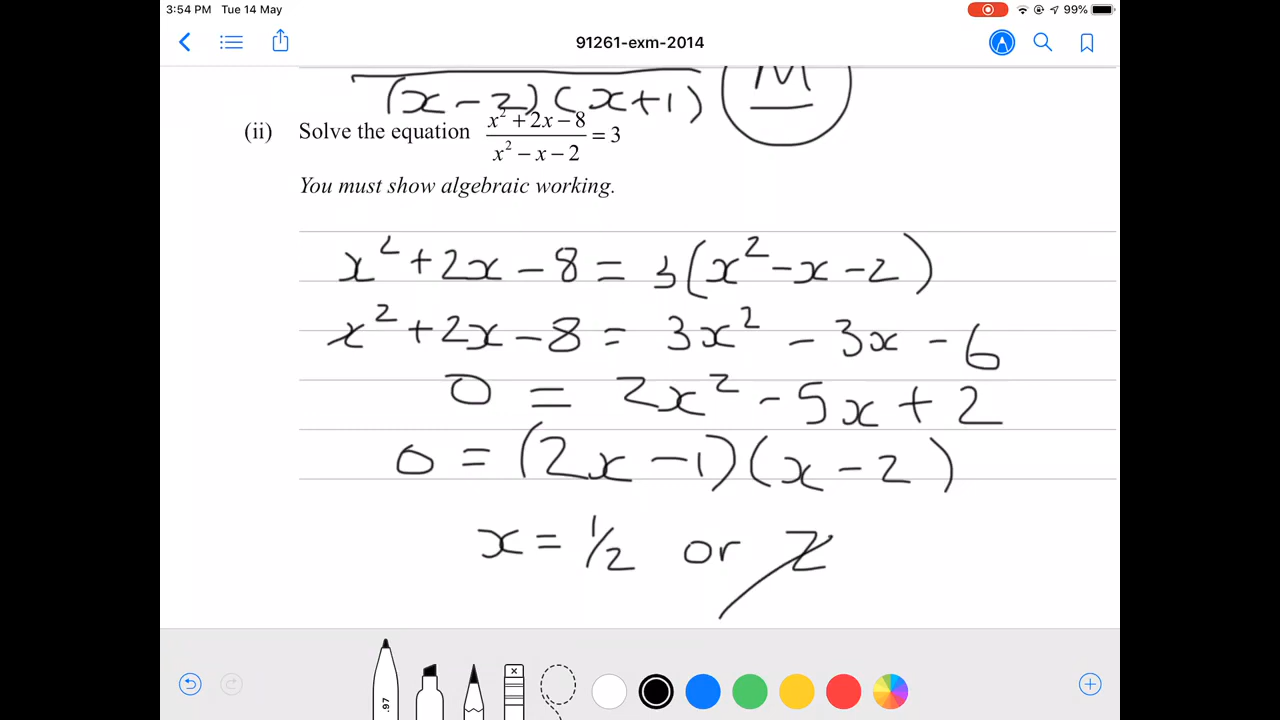 3:54 PM Tue 14 May
99%
91261-exm-2014
(x-2)(x+1) M
(ii) Solve the equation (x² + 2x − 8)/(x² − x − 2) = 3
You must show algebraic working.
x² + 2x − 8 = 3(x² − x − 2)
x² + 2x − 8 = 3x² − 3x − 6
0 = 2x² − 5x + 2
0 = (2x − 1)(x − 2)
x = 1/2 or 2
.97